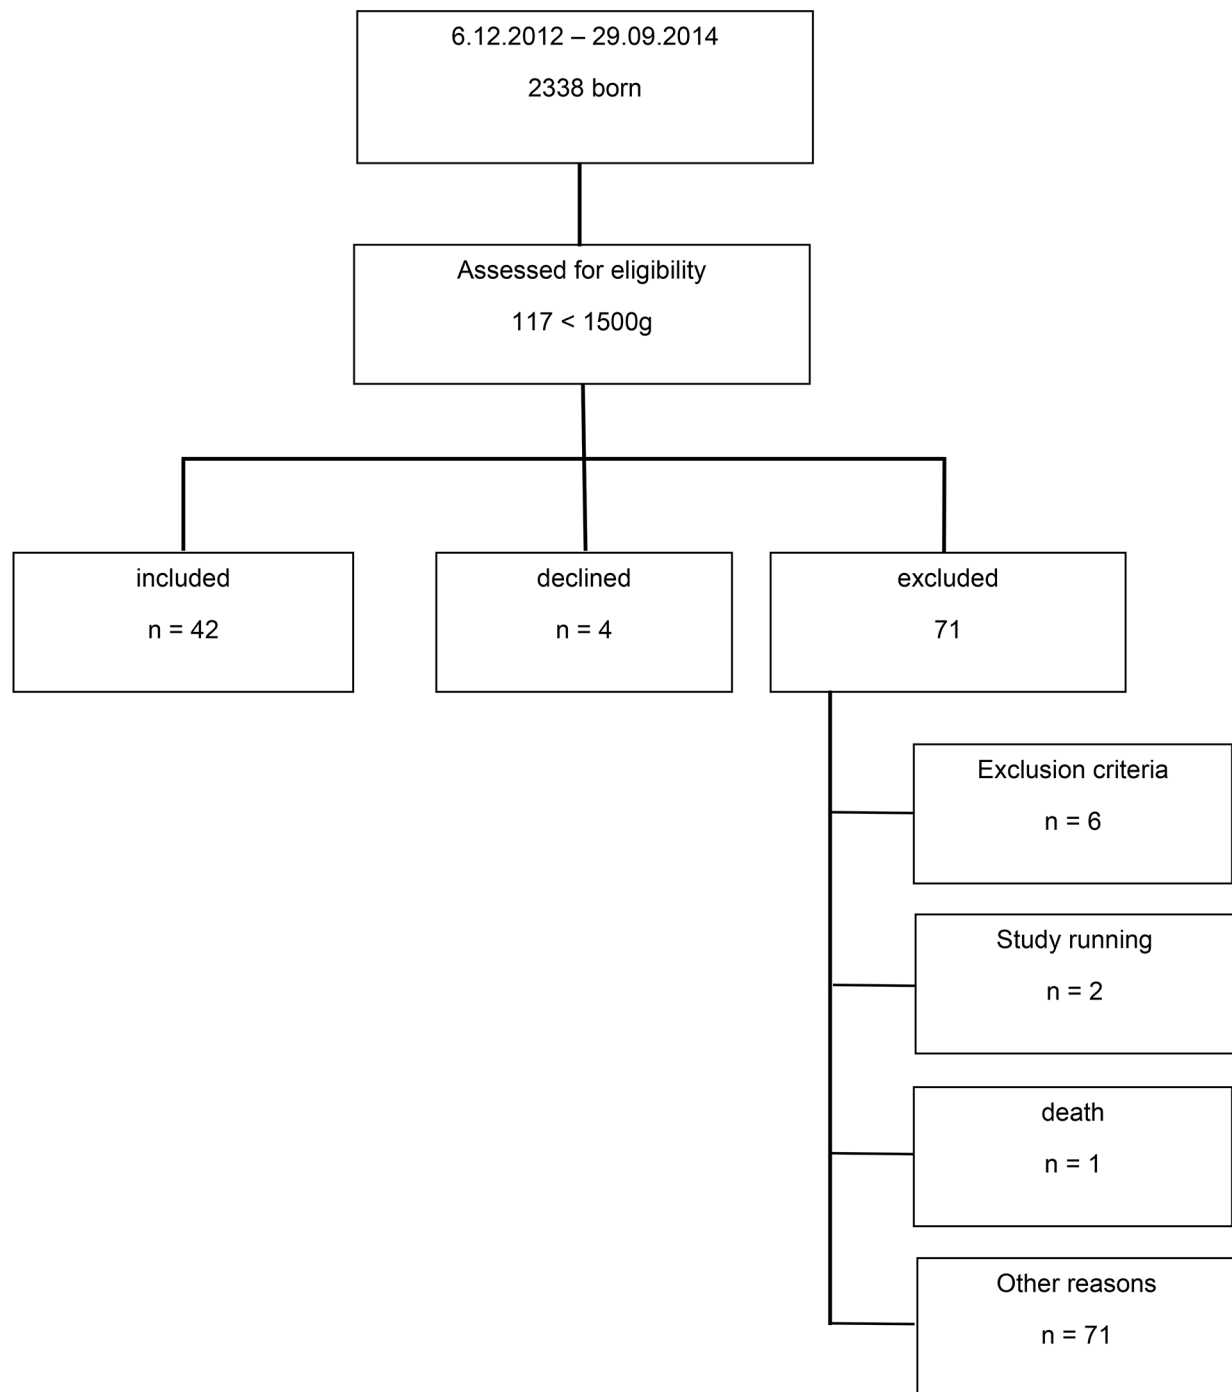 6.12.2012 – 29.09.2014
2338 born
Assessed for eligibility
117 < 1500g
included
n = 42
declined
n = 4
excluded
71
Exclusion criteria
n = 6
Study running
n = 2
death
n = 1
Other reasons
n = 71